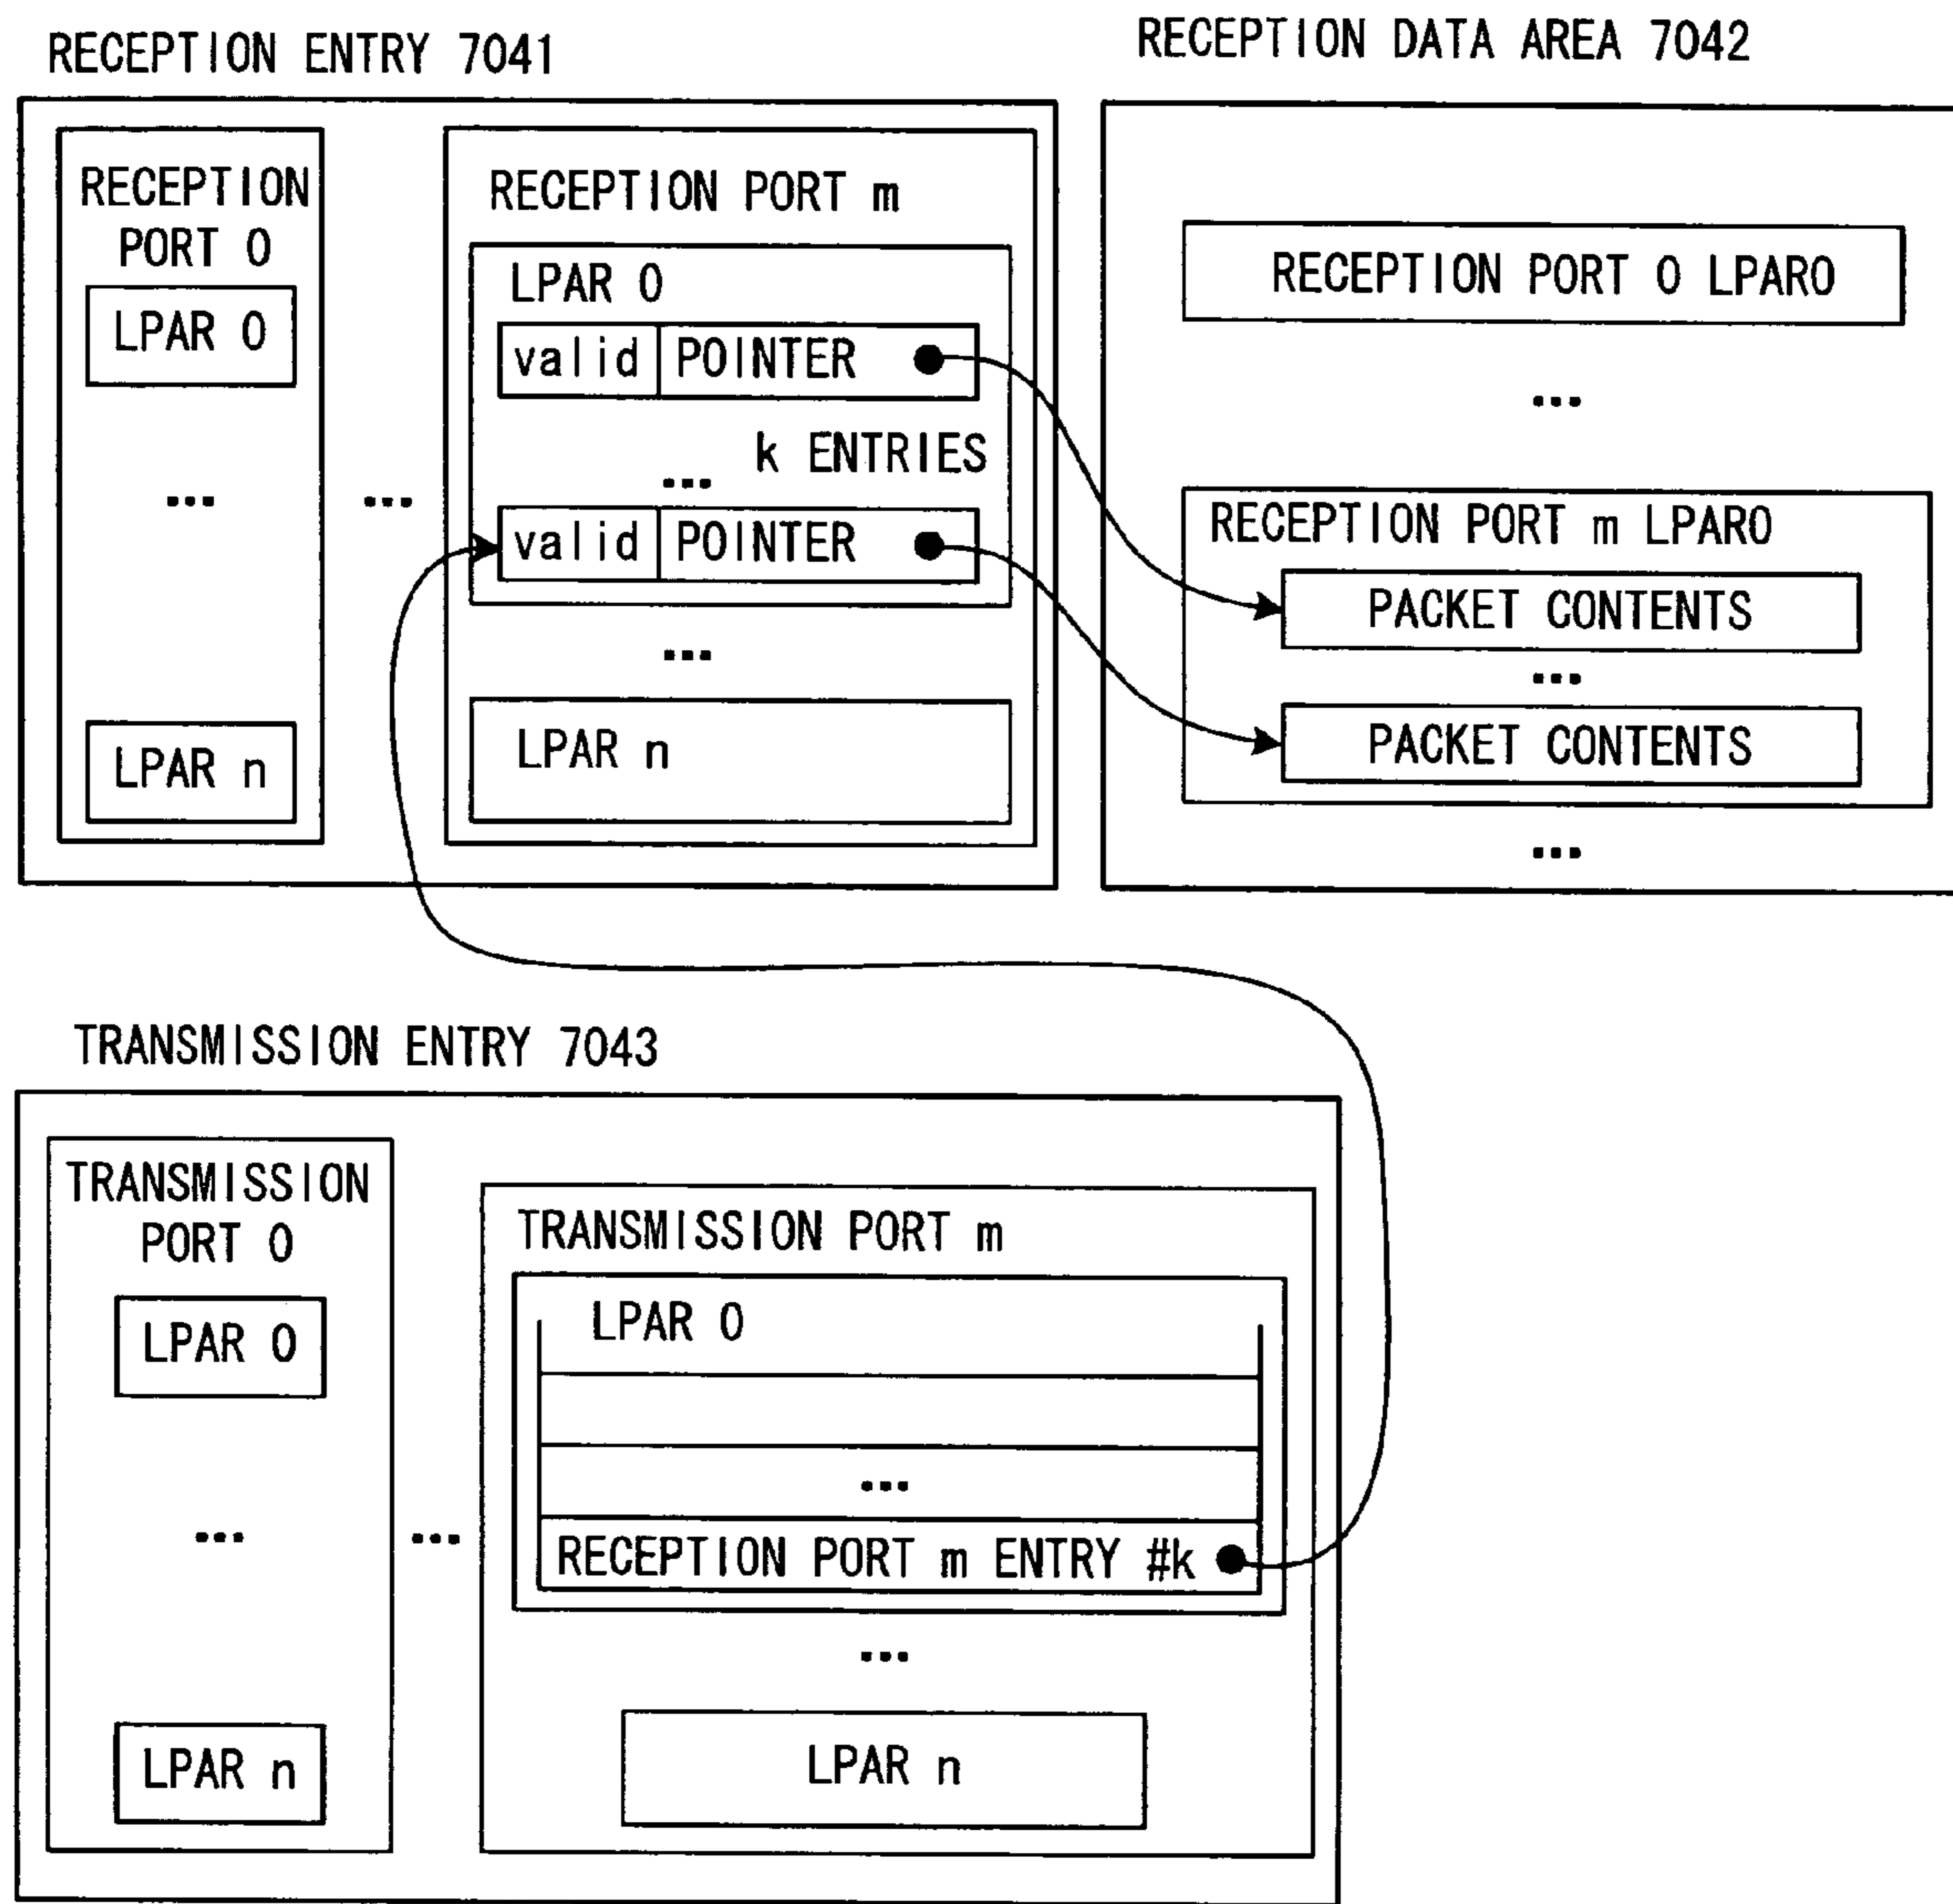 RECEPTION ENTRY 7041
RECEPTION PORT 0
LPAR 0
...
LPAR n
...
RECEPTION PORT m
LPAR 0
valid POINTER
k ENTRIES
...
valid POINTER
...
LPAR n
RECEPTION DATA AREA 7042
RECEPTION PORT 0 LPAR0
...
RECEPTION PORT m LPAR0
PACKET CONTENTS
...
PACKET CONTENTS
...
TRANSMISSION ENTRY 7043
TRANSMISSION PORT 0
LPAR 0
...
LPAR n
...
TRANSMISSION PORT m
LPAR 0
...
RECEPTION PORT m ENTRY #k
...
LPAR n